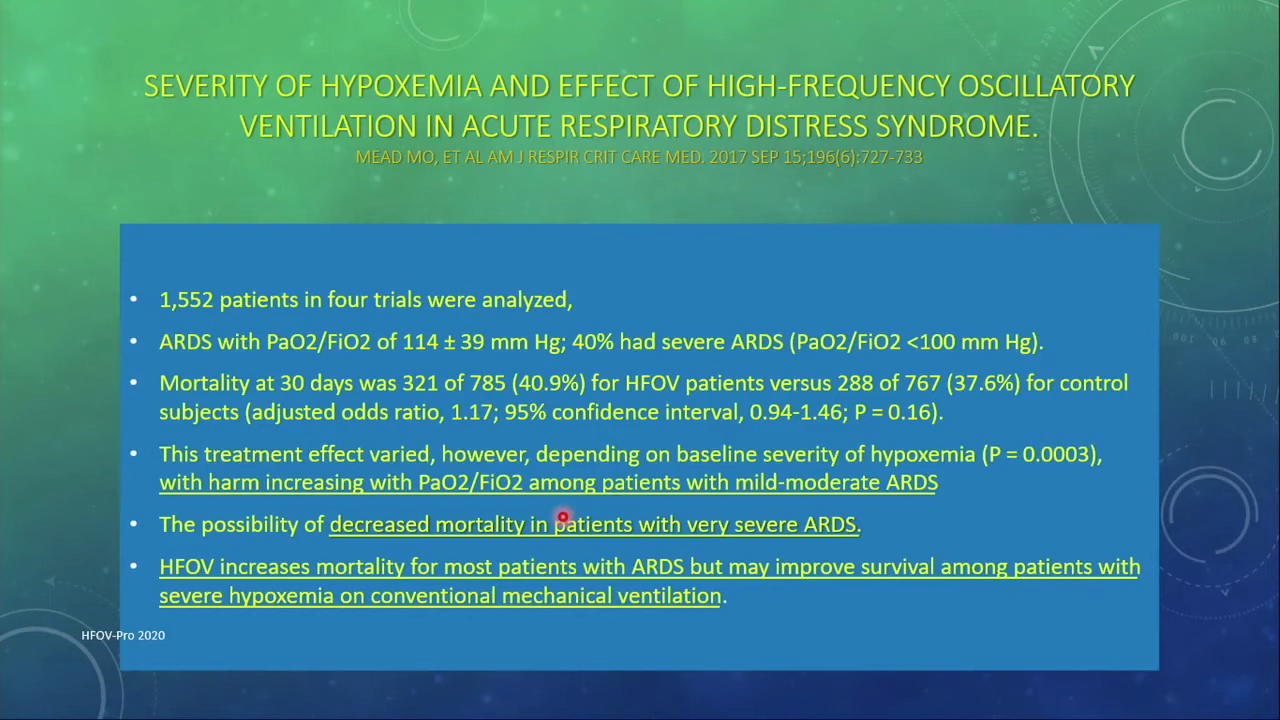 SEVERITY OF HYPOXEMIA AND EFFECT OF HIGH-FREQUENCY OSCILLATORY
VENTILATION IN ACUTE RESPIRATORY DISTRESS SYNDROME.
MEAD MO, ET AL AM J RESPIR CRIT CARE MED. 2017 SEP 15;196(6):727-733
• 1,552 patients in four trials were analyzed,
• ARDS with PaO2/FiO2 of 114 ± 39 mm Hg; 40% had severe ARDS (PaO2/FiO2 <100 mm Hg).
• Mortality at 30 days was 321 of 785 (40.9%) for HFOV patients versus 288 of 767 (37.6%) for control
subjects (adjusted odds ratio, 1.17; 95% confidence interval, 0.94-1.46; P = 0.16).
• This treatment effect varied, however, depending on baseline severity of hypoxemia (P = 0.0003),
with harm increasing with PaO2/FiO2 among patients with mild-moderate ARDS
• The possibility of decreased mortality in patients with very severe ARDS.
• HFOV increases mortality for most patients with ARDS but may improve survival among patients with
severe hypoxemia on conventional mechanical ventilation.
HFOV-Pro 2020